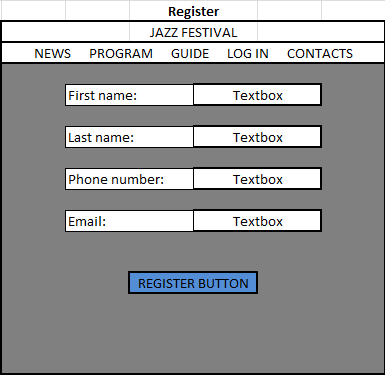 Register
JAZZ FESTIVAL
NEWS PROGRAM GUIDE LOG IN CONTACTS
First name: Textbox
Last name: Textbox
Phone number: Textbox
Email: Textbox
REGISTER BUTTON